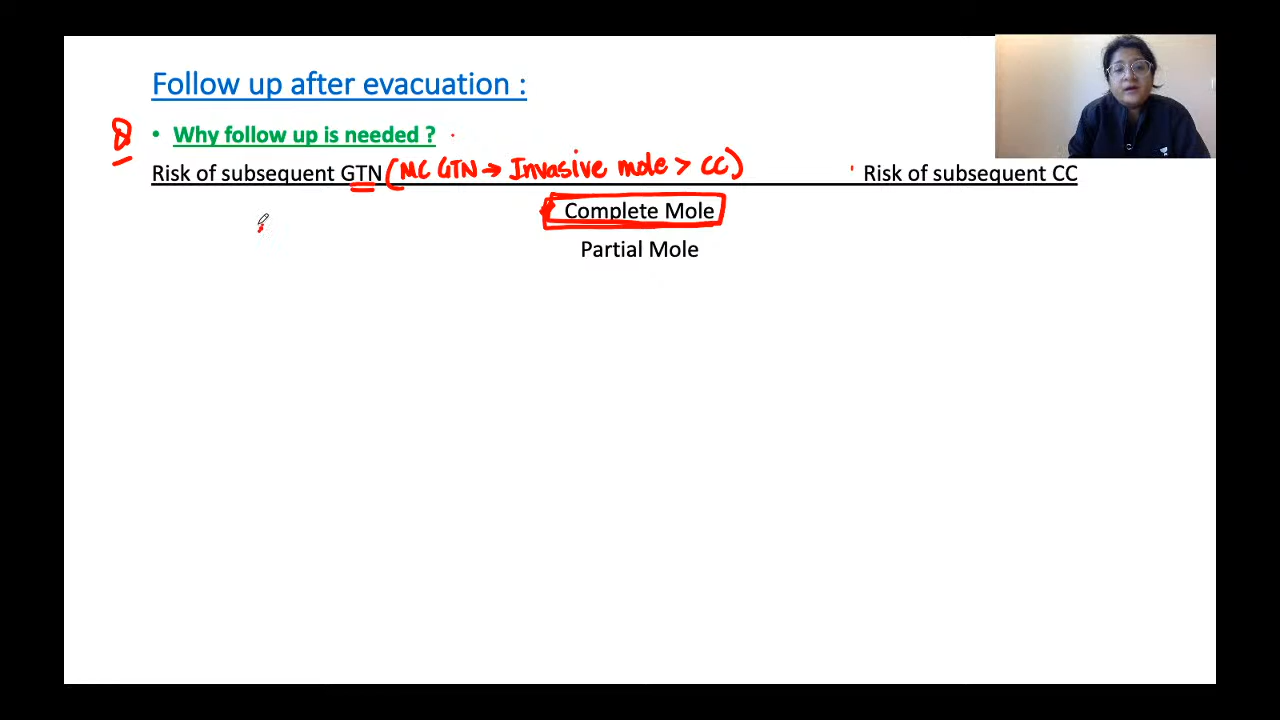 Follow up after evacuation :
Q • Why follow up is needed ?
Risk of subsequent GTN (MC GTN → Invasive mole > CC) Risk of subsequent CC
Complete Mole
Partial Mole